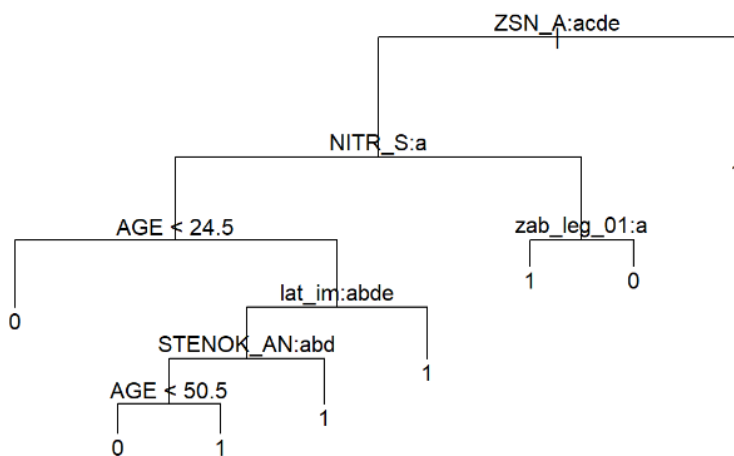 ZSN_A:acde
NITR_S:a
AGE < 24.5
zab_leg_01:a
1
0
lat_im:abde
0
STENOK_AN:abd
1
AGE < 50.5
1
0
1